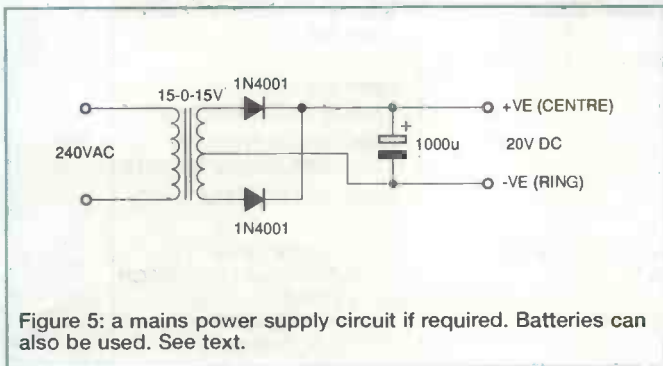 15-0-15V
1N4001
240VAC
+
1000u
+VE (CENTRE)
20V DC
-VE (RING)
1N4001
Figure 5: a mains power supply circuit if required. Batteries can
also be used. See text.